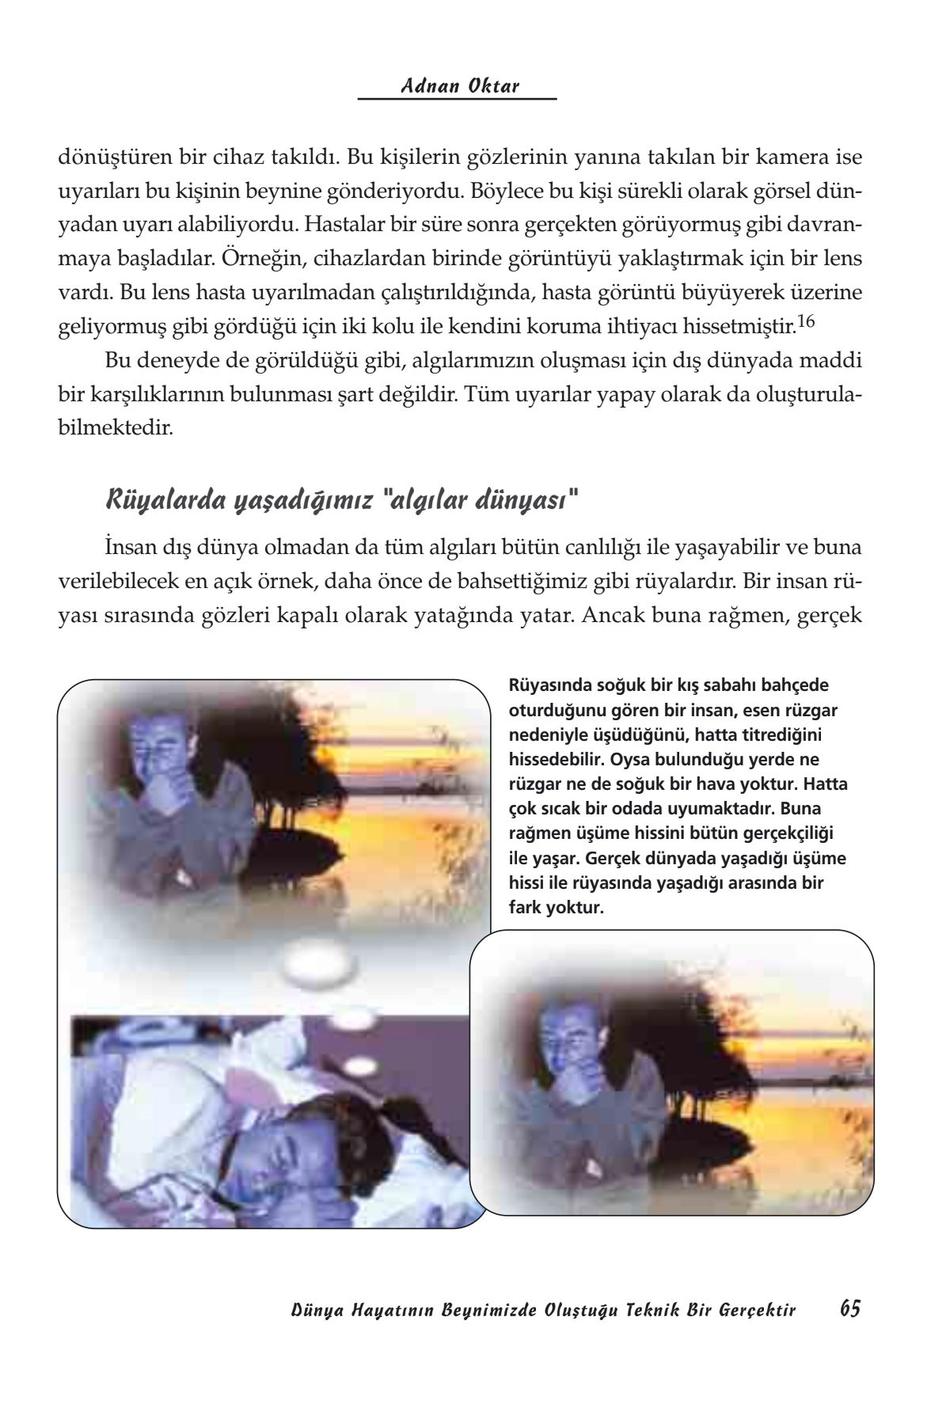 Adnan Oktar
dönüştüren bir cihaz takıldı. Bu kişilerin gözlerinin yanına takılan bir kamera ise
uyarıları bu kişinin beynine gönderiyordu. Böylece bu kişi sürekli olarak görsel dün-
yadan uyarı alabiliyordu. Hastalar bir süre sonra gerçekten görüyormuş gibi davran-
maya başladılar. Örneğin, cihazlardan birinde görüntüyü yaklaştırmak için bir lens
vardı. Bu lens hasta uyarılmadan çalıştırıldığında, hasta görüntü büyüyerek üzerine
geliyormuş gibi gördüğü için iki kolu ile kendini koruma ihtiyacı hissetmiştir.16
Bu deneyde de görüldüğü gibi, algılarımızın oluşması için dış dünyada maddi
bir karşılıklarının bulunması şart değildir. Tüm uyarılar yapay olarak da oluşturula-
bilmektedir.
Rüyalarda yaşadığımız "algılar dünyası"
İnsan dış dünya olmadan da tüm algıları bütün canlılığı ile yaşayabilir ve buna
verilebilecek en açık örnek, daha önce de bahsettiğimiz gibi rüyalardır. Bir insan rü-
yası sırasında gözleri kapalı olarak yatağında yatar. Ancak buna rağmen, gerçek
Rüyasında soğuk bir kış sabahı bahçede
oturduğunu gören bir insan, esen rüzgar
nedeniyle üşüdüğünü, hatta titrediğini
hissedebilir. Oysa bulunduğu yerde ne
rüzgar ne de soğuk bir hava yoktur. Hatta
çok sıcak bir odada uyumaktadır. Buna
rağmen üşüme hissini bütün gerçekçiliği
ile yaşar. Gerçek dünyada yaşadığı üşüme
hissi ile rüyasında yaşadığı arasında bir
fark yoktur.
Dünya Hayatının Beynimizde Oluştuğu Teknik Bir Gerçektir 65